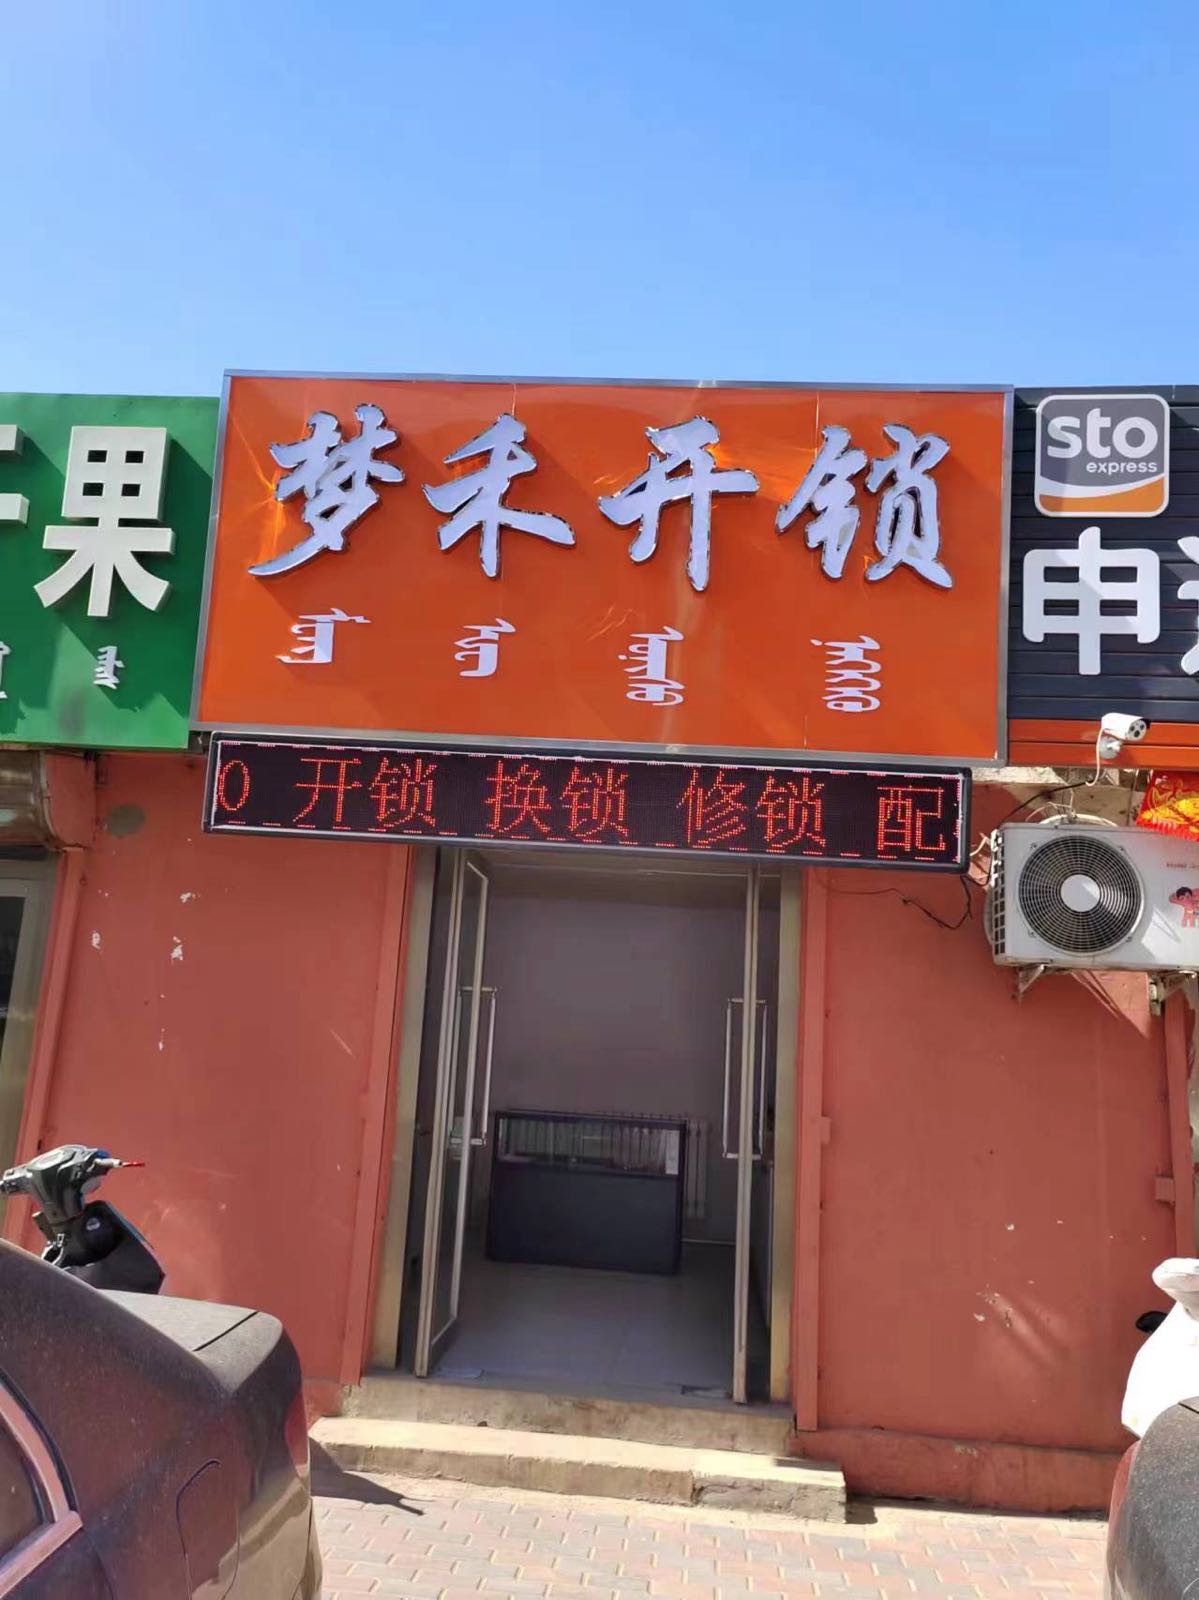 梦禾开锁
0 开锁 换锁 修锁 配
果
sto
express
申